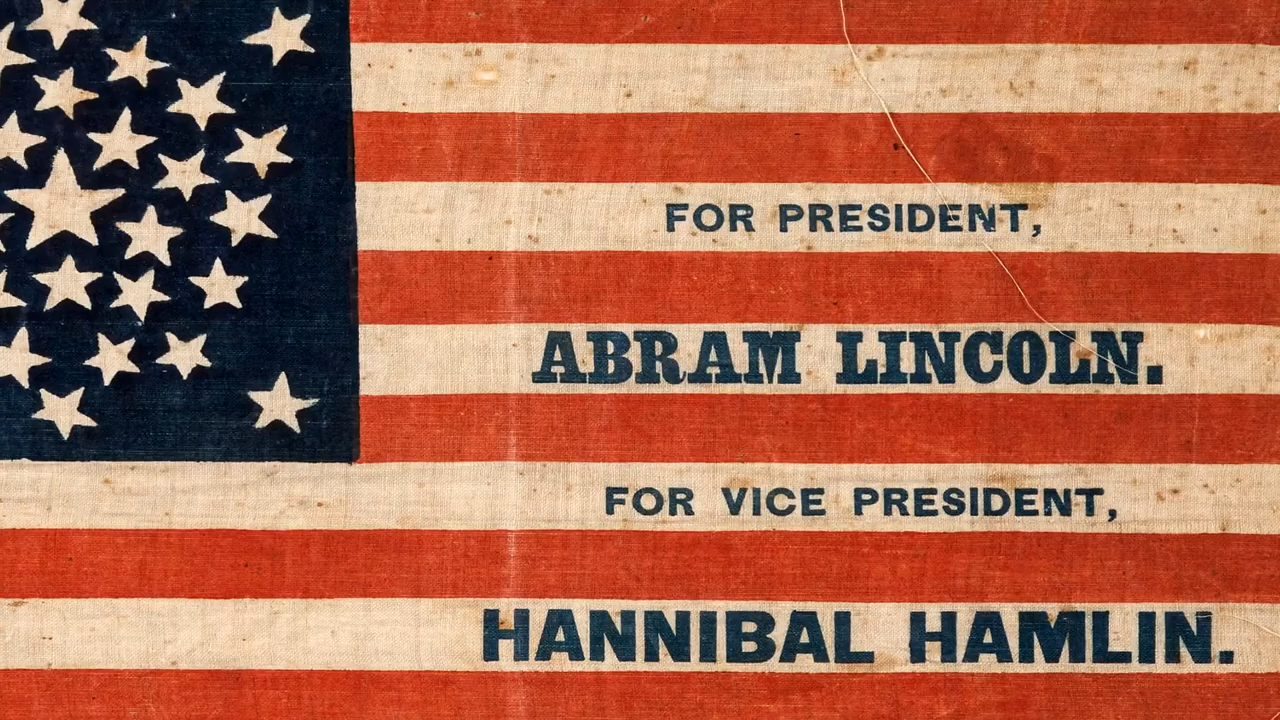 FOR PRESIDENT,
ABRAM LINCOLN.
FOR VICE PRESIDENT,
HANNIBAL HAMLIN.